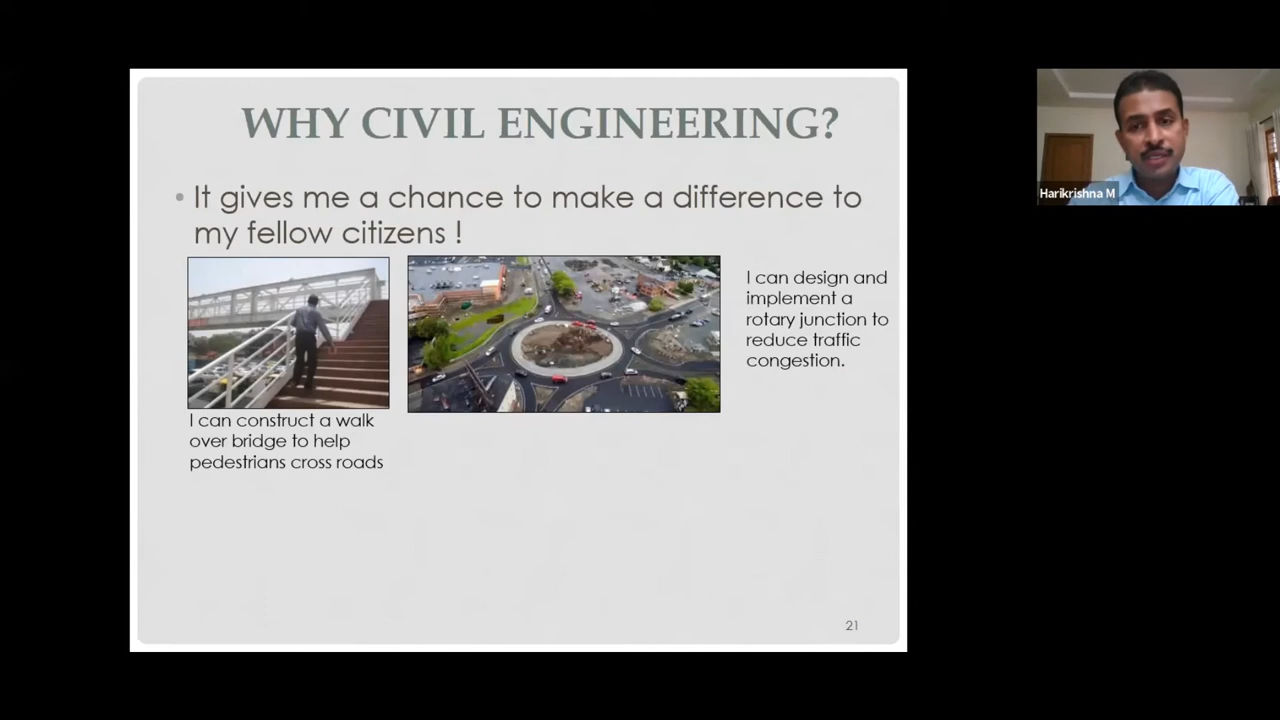 WHY CIVIL ENGINEERING?
• It gives me a chance to make a difference to
my fellow citizens !
I can design and
implement a
rotary junction to
reduce traffic
congestion.
I can construct a walk
over bridge to help
pedestrians cross roads
21
Harikrishna M